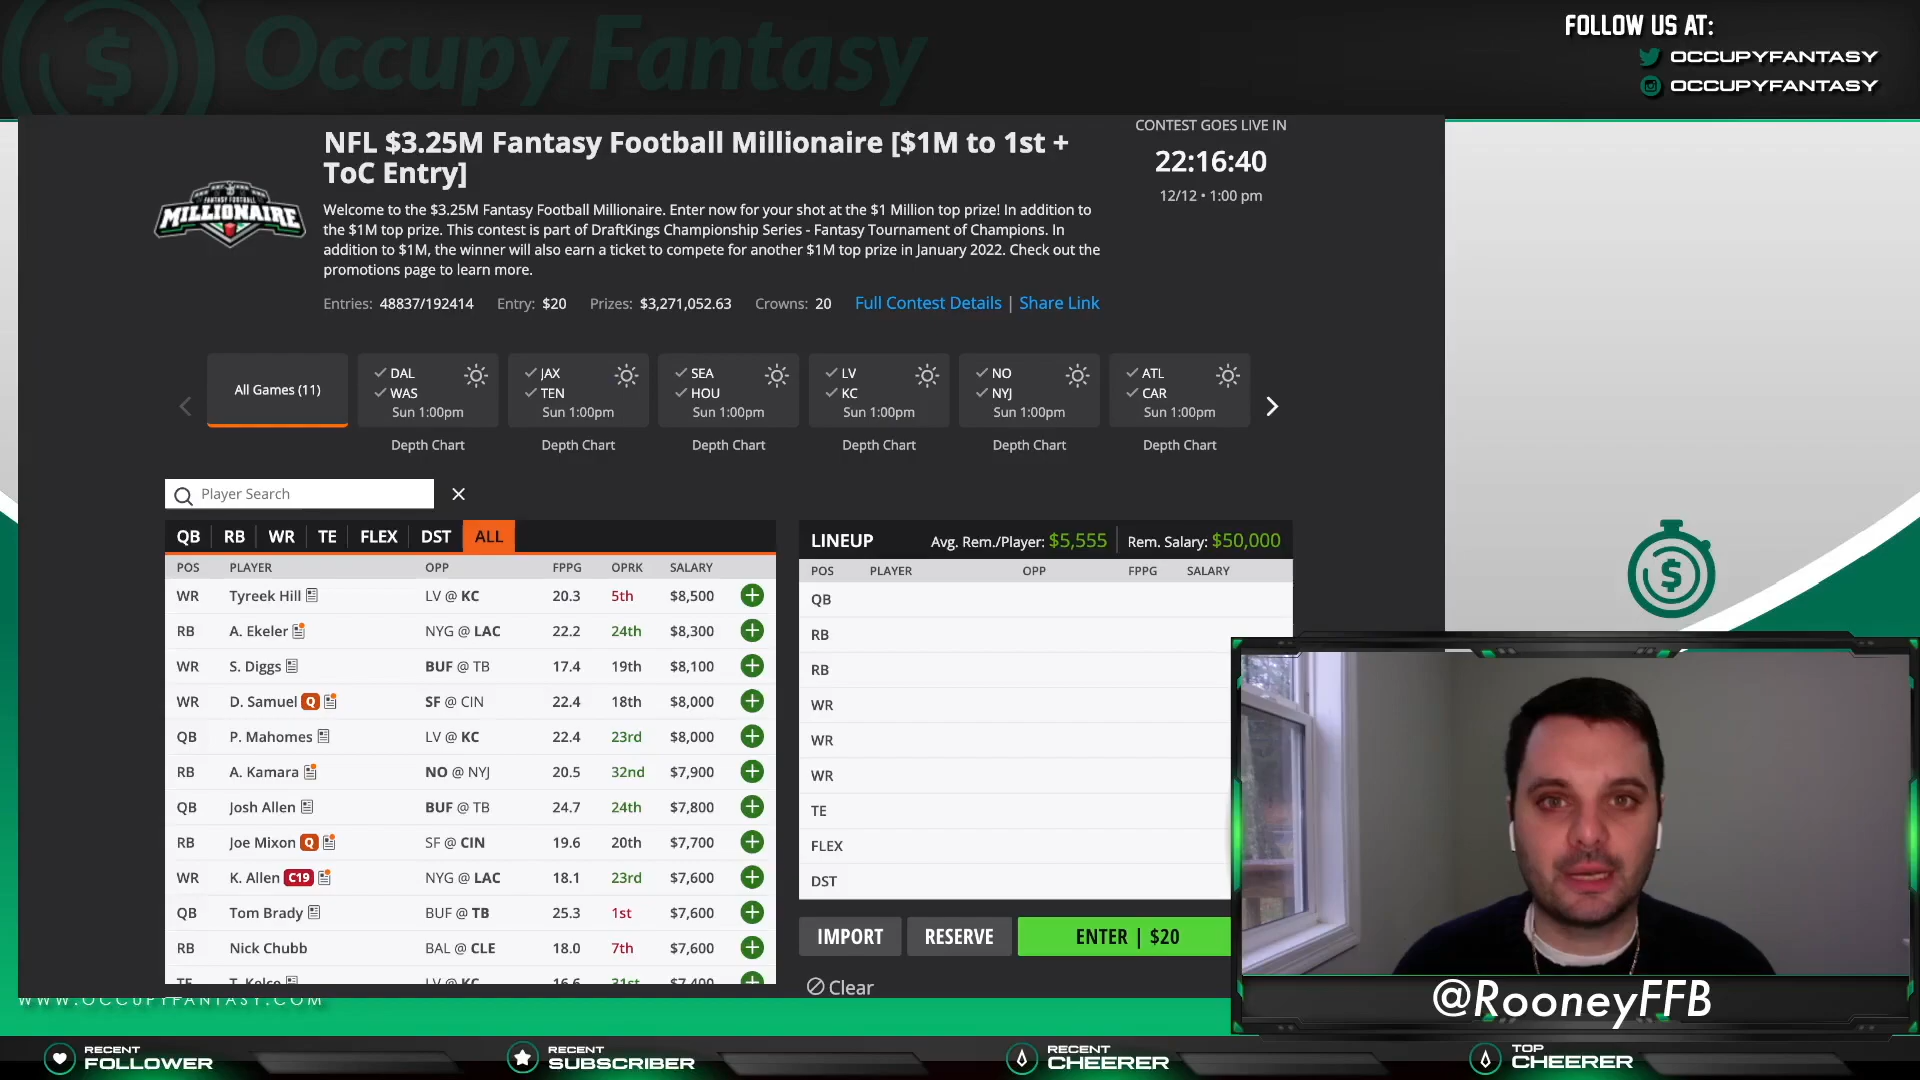 Occupy Fantasy
FOLLOW US AT:
OCCUPYFANTASY
OCCUPYFANTASY
NFL $3.25M Fantasy Football Millionaire [$1M to 1st +
ToC Entry]
CONTEST GOES LIVE IN
22:16:40
12/12 • 1:00 pm
FANTASY FOOTBALL
MILLIONAIRE
Welcome to the $3.25M Fantasy Football Millionaire. Enter now for your shot at the $1 Million top prize! In addition to
the $1M top prize. This contest is part of DraftKings Championship Series - Fantasy Tournament of Champions. In
addition to $1M, the winner will also earn a ticket to compete for another $1M top prize in January 2022. Check out the
promotions page to learn more.
Entries: 48837/192414 Entry: $20 Prizes: $3,271,052.63 Crowns: 20 Full Contest Details | Share Link
All Games (11)
DAL
WAS
Sun 1:00pm
Depth Chart
JAX
TEN
Sun 1:00pm
Depth Chart
SEA
HOU
Sun 1:00pm
Depth Chart
LV
KC
Sun 1:00pm
Depth Chart
NO
NYJ
Sun 1:00pm
Depth Chart
ATL
CAR
Sun 1:00pm
Depth Chart
Player Search
QB RB WR TE FLEX DST ALL
POS PLAYER OPP FPPG OPRK SALARY
WR Tyreek Hill LV @ KC 20.3 5th $8,500
RB A. Ekeler NYG @ LAC 22.2 24th $8,300
WR S. Diggs BUF @ TB 17.4 19th $8,100
WR D. Samuel Q SF @ CIN 22.4 18th $8,000
QB P. Mahomes LV @ KC 22.4 23rd $8,000
RB A. Kamara NO @ NYJ 20.5 32nd $7,900
QB Josh Allen BUF @ TB 24.7 24th $7,800
RB Joe Mixon Q SF @ CIN 19.6 20th $7,700
WR K. Allen C19 NYG @ LAC 18.1 23rd $7,600
QB Tom Brady BUF @ TB 25.3 1st $7,600
RB Nick Chubb BAL @ CLE 18.0 7th $7,600
TE T. Kelce LV @ KC 16.6 31st $7,400
LINEUP Avg. Rem./Player: $5,555 Rem. Salary: $50,000
POS PLAYER OPP FPPG SALARY
QB
RB
RB
WR
WR
WR
TE
FLEX
DST
IMPORT RESERVE ENTER | $20
Clear
WWW.OCCUPYFANTASY.COM
@RooneyFFB
RECENT
FOLLOWER
RECENT
SUBSCRIBER
RECENT
CHEERER
TOP
CHEERER